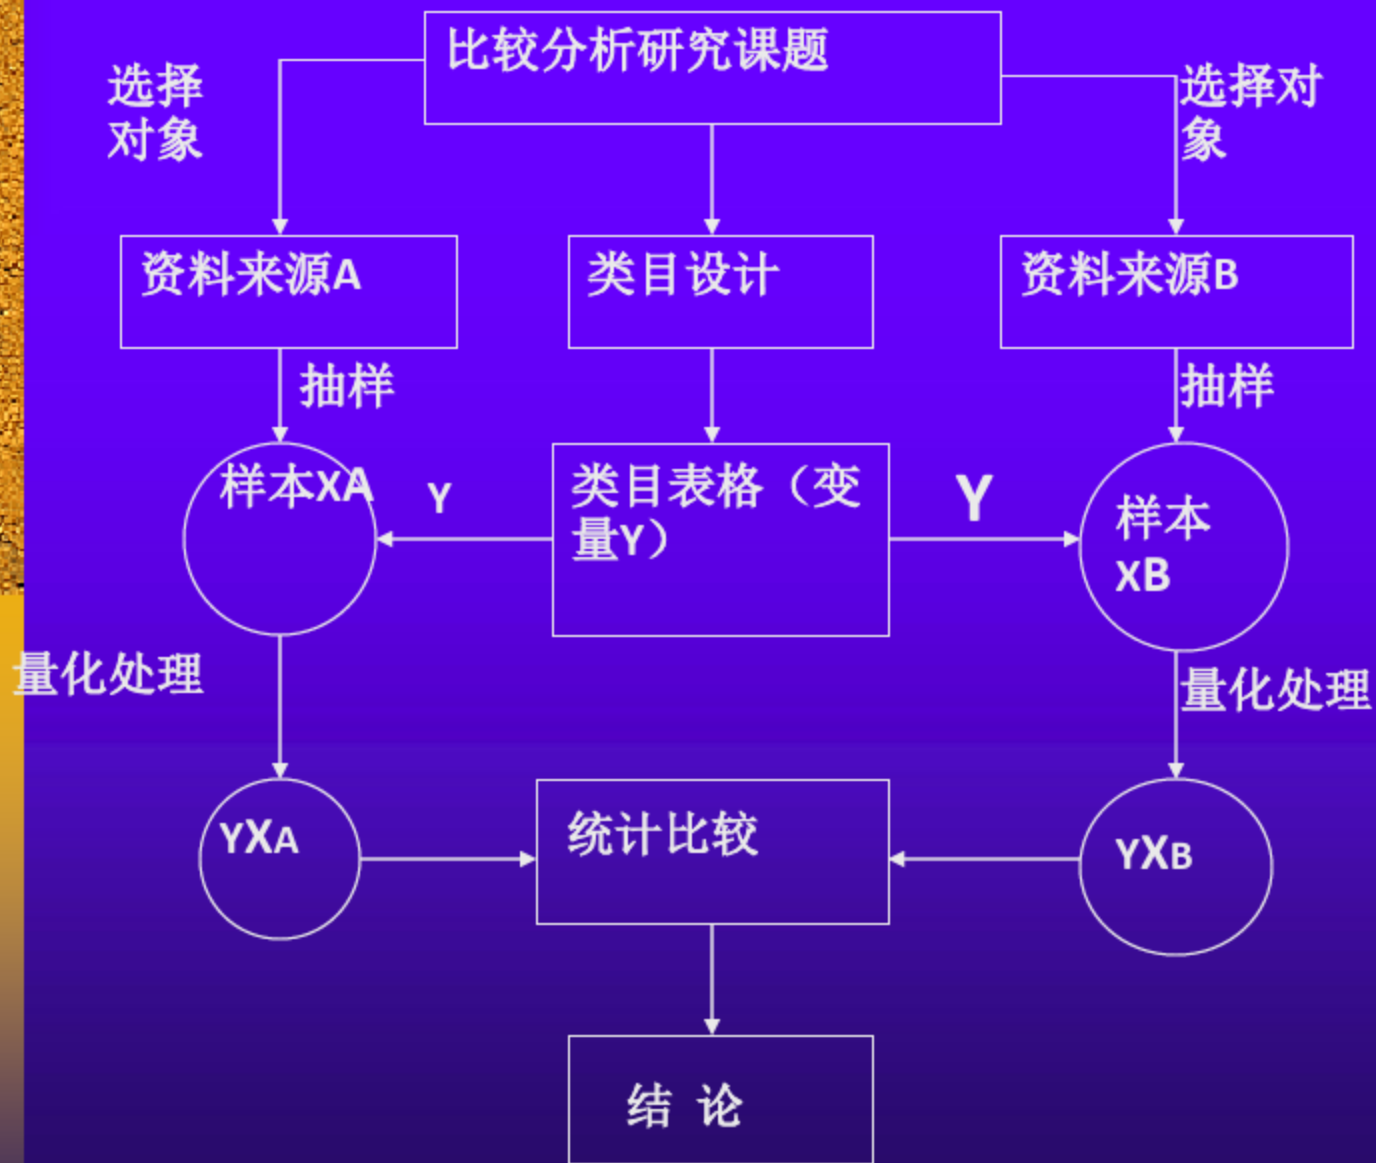 比较分析研究课题
选择
对象
选择对
象
资料来源A
类目设计
资料来源B
抽样
抽样
样本XA
Y
类目表格（变
量Y）
Y
样本
XB
量化处理
量化处理
YXA
统计比较
YXB
结 论